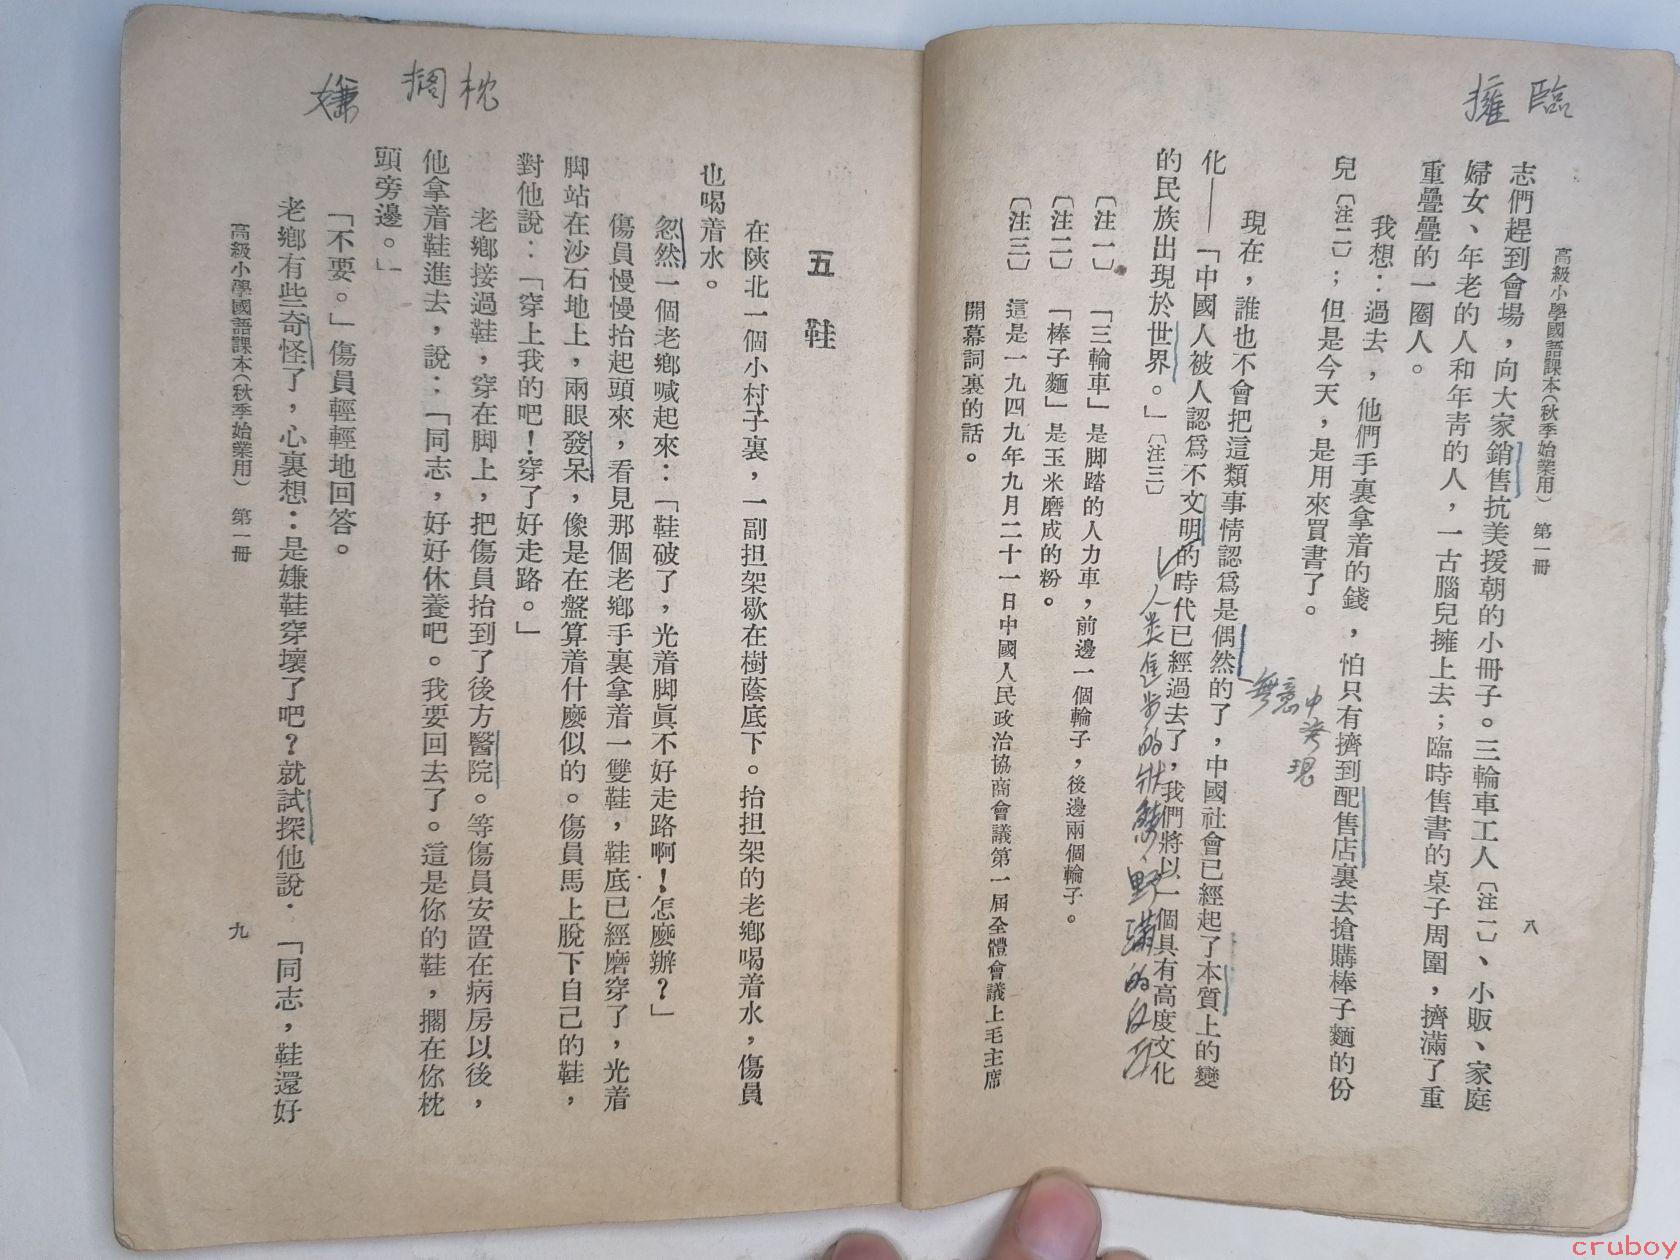 臨擁
高級小學國語課本(秋季始業用) 第一冊
八
志們趕到會場，向大家銷售抗美援朝的小冊子。三輪車工人〔注一〕、小販、家庭
婦女、年老的人和年靑的人，一古腦兒擁上去；臨時售書的桌子周圍，擠滿了重
重疊疊的一圈人。
我想：過去，他們手裏拿着的錢，怕只有擠到配售店裏去搶購棒子麵的份
兒〔注二〕；但是今天，是用來買書了。
無意中發現
現在，誰也不會把這類事情認爲是偶然的了，中國社會已經起了本質上的變
化——「中國人被人認爲不文明的時代已經過去了，我們將以一個具有高度文化
的民族出現於世界。」〔注三〕
人类進步的狀態，野蠻的反面
〔注一〕 「三輪車」是脚踏的人力車，前邊一個輪子，後邊兩個輪子。
〔注二〕 「棒子麵」是玉米磨成的粉。
〔注三〕 這是一九四九年九月二十一日中國人民政治協商會議第一屆全體會議上毛主席
開幕詞裏的話。
枕擱嫌
五 鞋
在陝北一個小村子裏，一副担架歇在樹蔭底下。抬担架的老鄉喝着水，傷員
也喝着水。
忽然一個老鄉喊起來：「鞋破了，光着脚眞不好走路啊！怎麼辦？」
傷員慢慢抬起頭來，看見那個老鄉手裏拿着一雙鞋，鞋底已經磨穿了，光着
脚站在沙石地上，兩眼發呆，像是在盤算着什麼似的。傷員馬上脫下自己的鞋，
對他說：「穿上我的吧！穿了好走路。」
老鄉接過鞋，穿在脚上，把傷員抬到了後方醫院。等傷員安置在病房以後，
他拿着鞋進去，說：「同志，好好休養吧。我要回去了。這是你的鞋，擱在你枕
頭旁邊。」
「不要。」傷員輕輕地回答。
老鄉有些奇怪了，心裏想：是嫌鞋穿壞了吧？就試探他說：「同志，鞋還好
高級小學國語課本(秋季始業用) 第一冊
九
cruboy